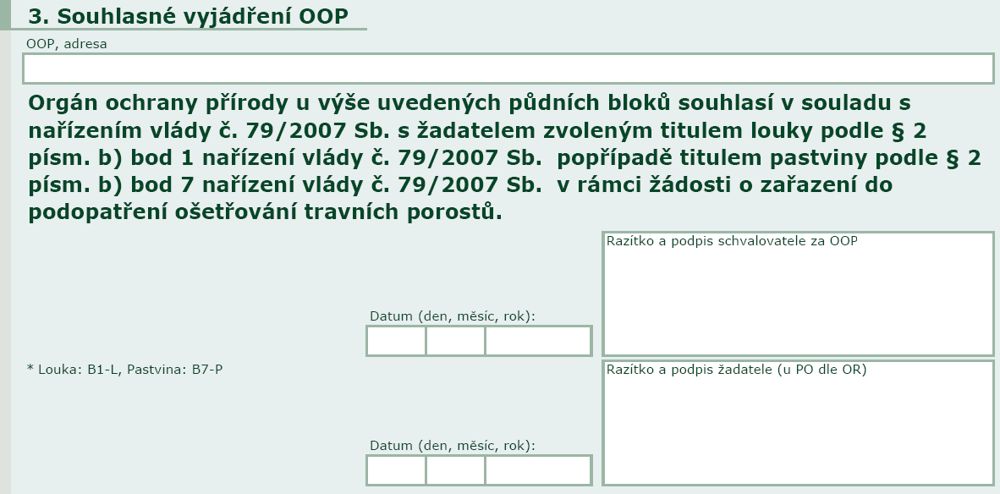 3. Souhlasné vyjádření OOP
OOP, adresa
Orgán ochrany přírody u výše uvedených půdních bloků souhlasí v souladu s
nařízením vlády č. 79/2007 Sb. s žadatelem zvoleným titulem louky podle § 2
písm. b) bod 1 nařízení vlády č. 79/2007 Sb.  popřípadě titulem pastviny podle § 2
písm. b) bod 7 nařízení vlády č. 79/2007 Sb.  v rámci žádosti o zařazení do
podopatření ošetřování travních porostů.
Razítko a podpis schvalovatele za OOP
Datum (den, měsíc, rok):
* Louka: B1-L, Pastvina: B7-P
Razítko a podpis žadatele (u PO dle OR)
Datum (den, měsíc, rok):